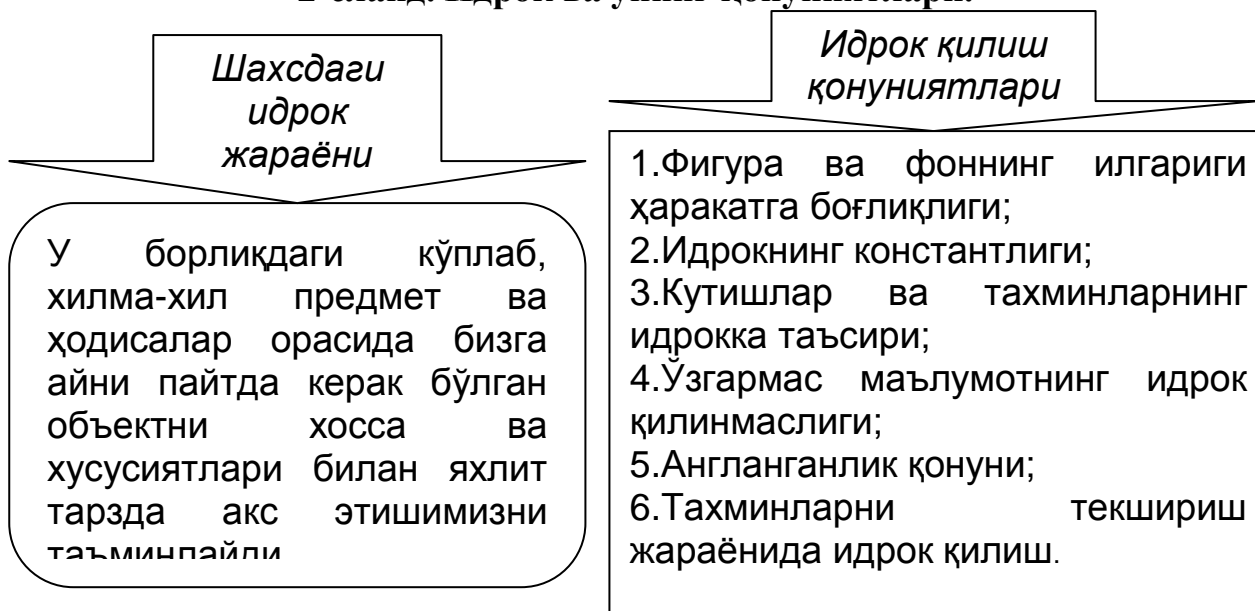 Шахсдаги
идрок
жараёни
У борлиқдаги кўплаб,
хилма-хил предмет ва
ҳодисалар орасида бизга
айни пайтда керак бўлган
объектни хосса ва
хусусиятлари билан яхлит
тарзда акс этишимизни
таъминлайди
Идрок қилиш
қонуниятлари
1.Фигура ва фоннинг илгариги
ҳаракатга боғлиқлиги;
2.Идрокнинг константлиги;
3.Кутишлар ва тахминларнинг
идрокка таъсири;
4.Ўзгармас маълумотнинг идрок
қилинмаслиги;
5.Англанганлик қонуни;
6.Тахминларни текшириш
жараёнида идрок қилиш.